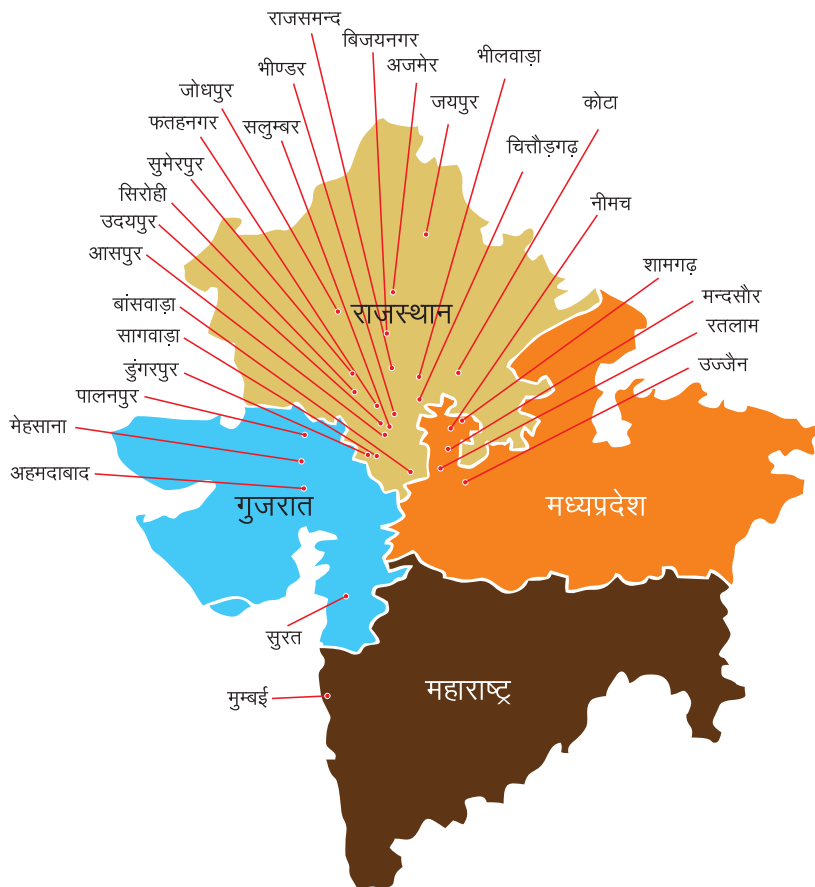 राजसमन्द
बिजयनगर
अजमेर
भीलवाड़ा
भीण्डर
जोधपुर
जयपुर
कोटा
फतहनगर
सलुम्बर
चित्तौड़गढ़
सुमेरपुर
सिरोही
नीमच
उदयपुर
आसपुर
शामगढ़
बांसवाड़ा
मन्दसौर
सागवाड़ा
रतलाम
राजस्थान
डुंगरपुर
उज्जैन
पालनपुर
मेहसाना
अहमदाबाद
गुजरात
मध्यप्रदेश
सुरत
महाराष्ट्र
मुम्बई